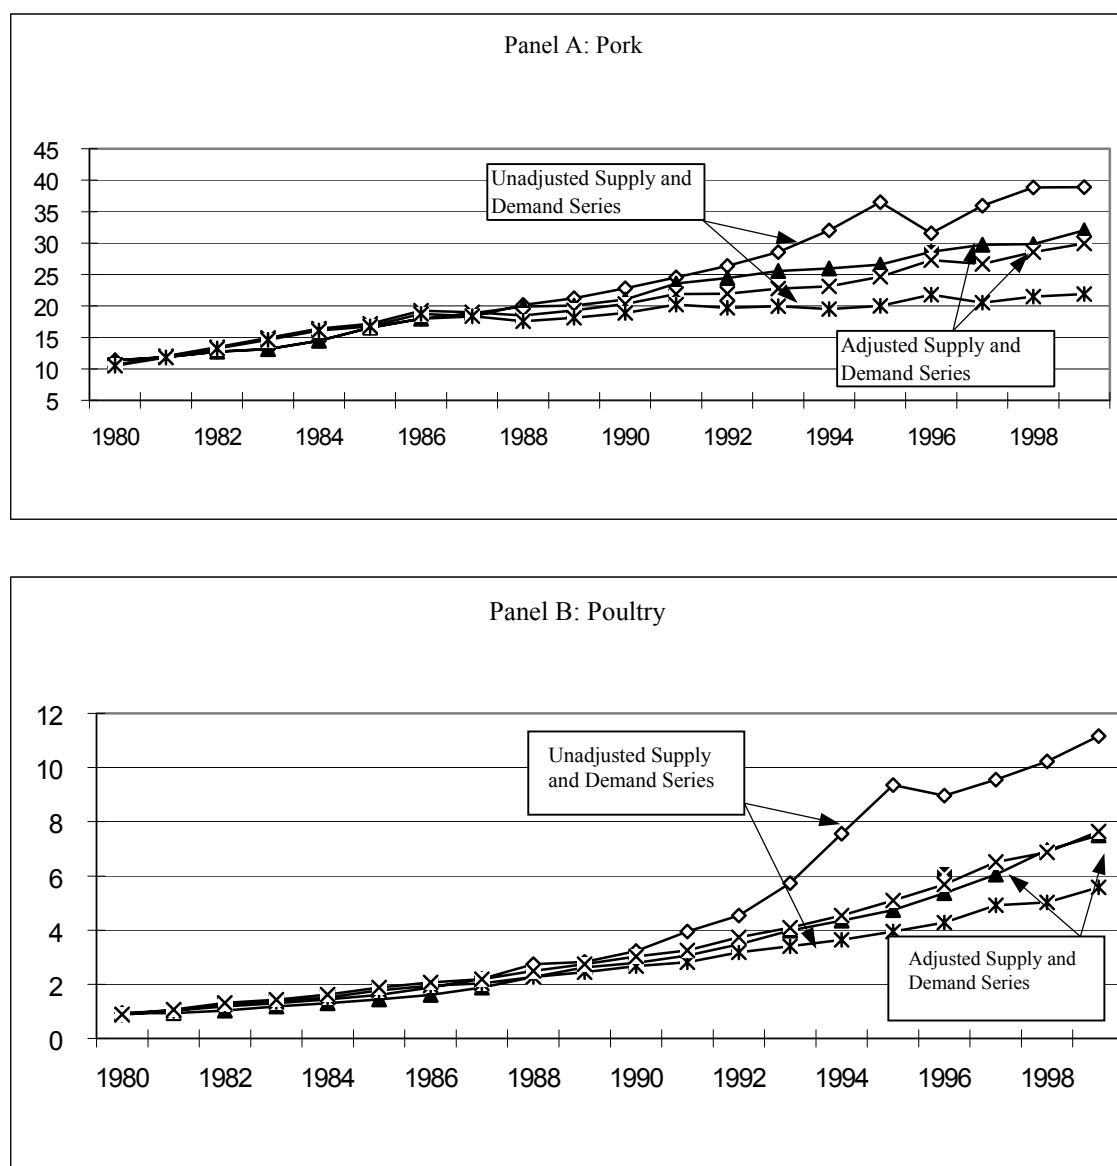 Panel A: Pork
45
40
35
30
25
20
15
10
5
Unadjusted Supply and
Demand Series
Adjusted Supply and
Demand Series
1980 1982 1984 1986 1988 1990 1992 1994 1996 1998
Panel B: Poultry
12
10
8
6
4
2
0
Unadjusted Supply
and Demand Series
Adjusted Supply and
Demand Series
1980 1982 1984 1986 1988 1990 1992 1994 1996 1998